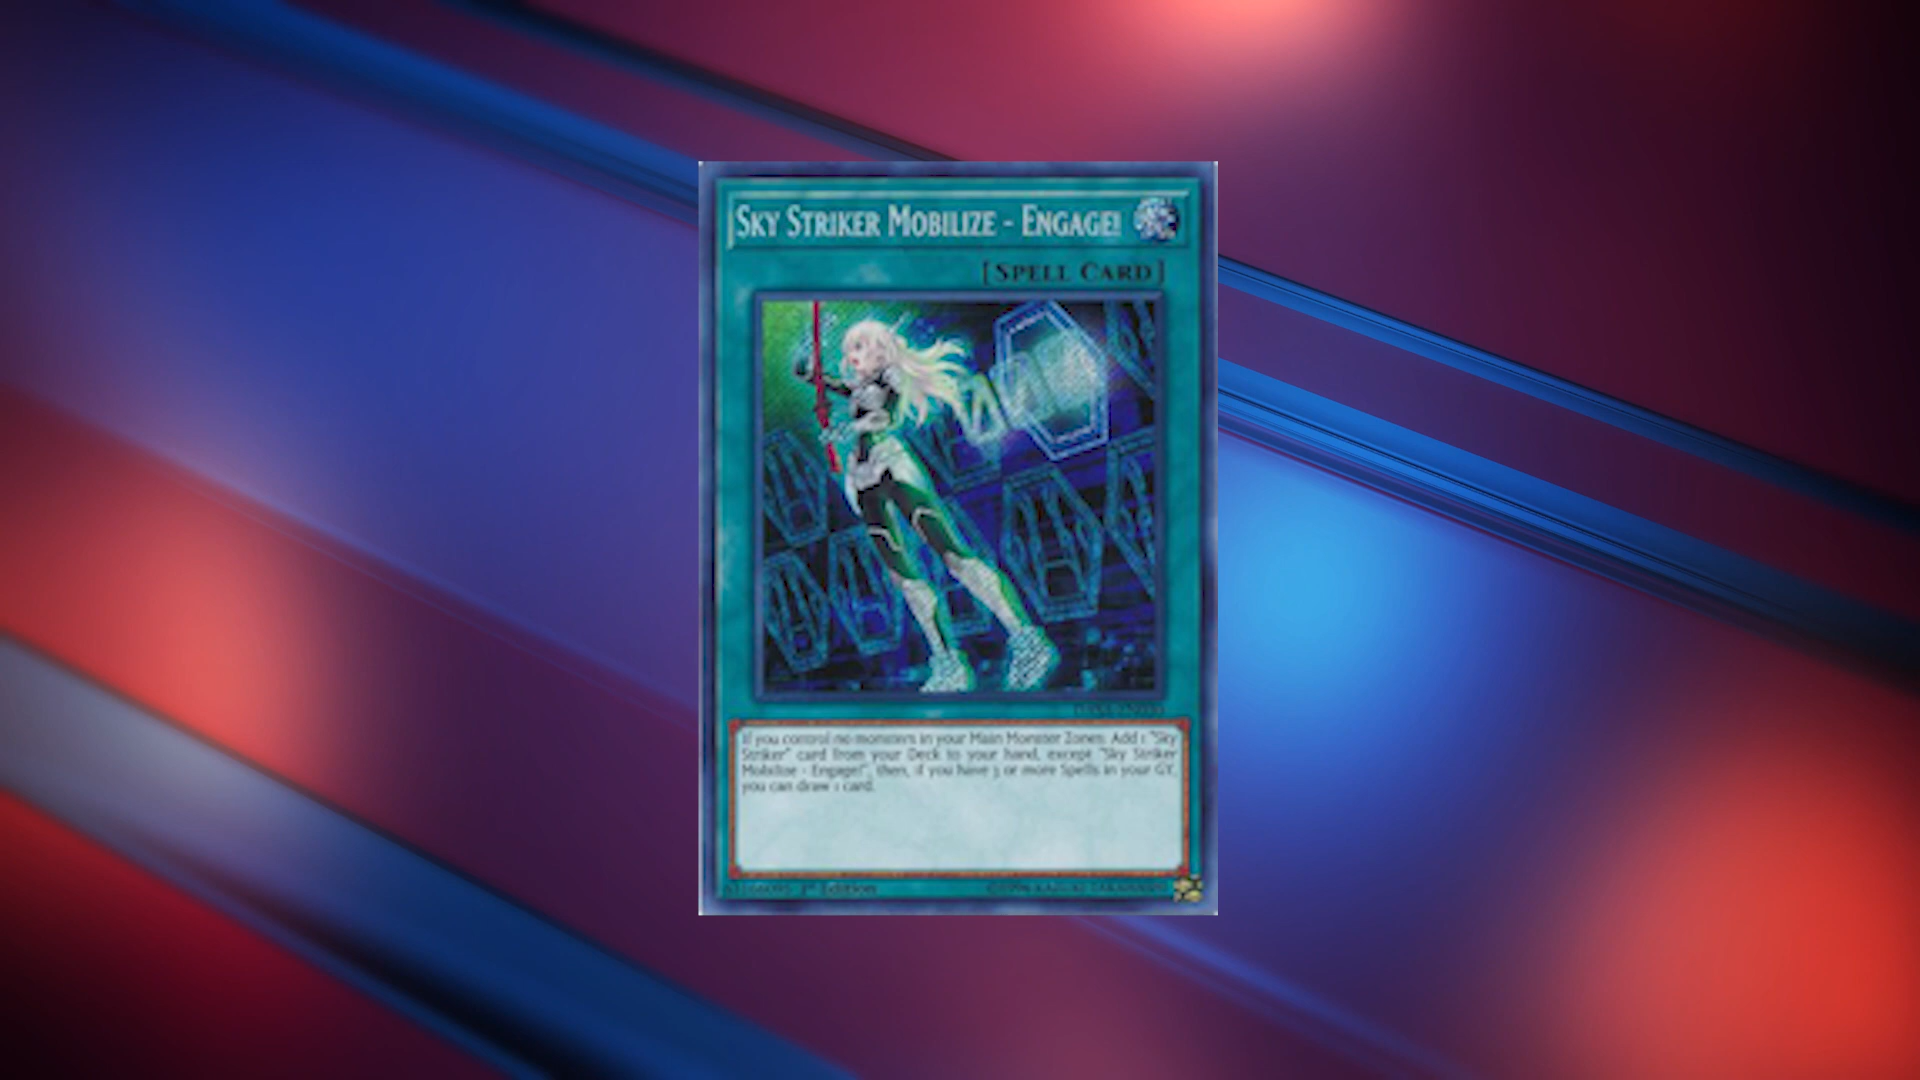 SKY STRIKER MOBILIZE - ENGAGE!
[SPELL CARD]
If you control no monsters in your Main Monster Zones: Add 1 "Sky
Striker" card from your Deck to your hand, except "Sky Striker
Mobilize - Engage!", then, if you have 3 or more Spells in your GY,
you can draw 1 card.
1st Edition